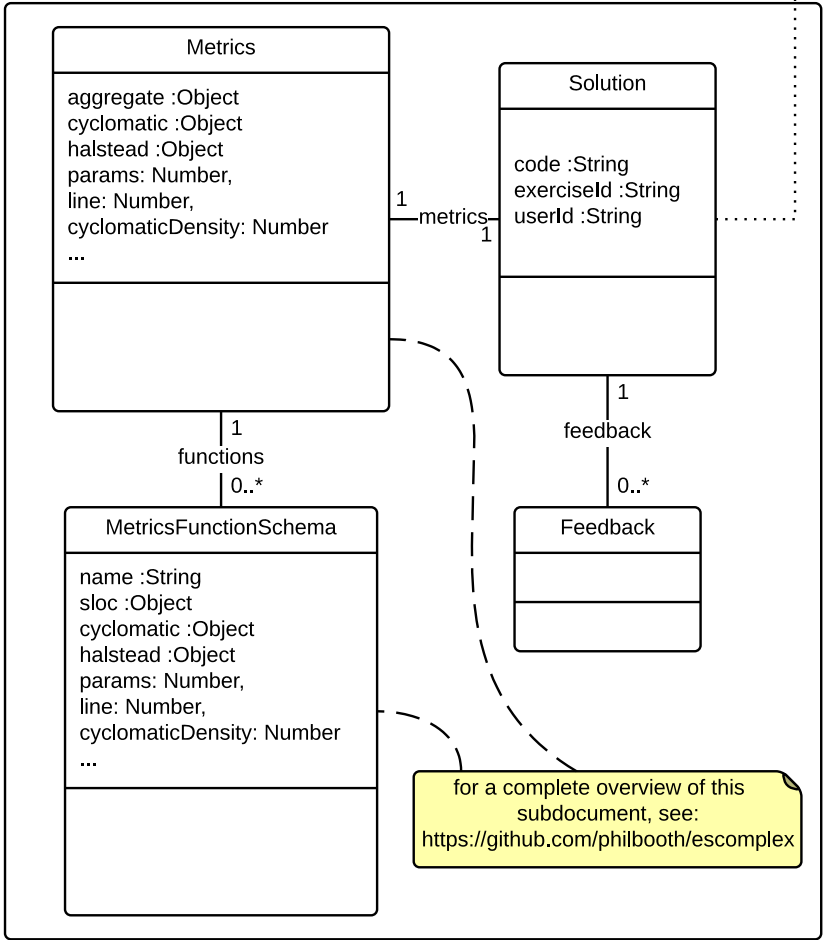 Metrics
aggregate :Object
cyclomatic :Object
halstead :Object
params: Number,
line: Number,
cyclomaticDensity: Number
...
1
metrics
1
Solution
code :String
exerciseId :String
userId :String
1
functions
0..*
1
feedback
0..*
MetricsFunctionSchema
name :String
sloc :Object
cyclomatic :Object
halstead :Object
params: Number,
line: Number,
cyclomaticDensity: Number
...
Feedback
for a complete overview of this
subdocument, see:
https://github.com/philbooth/escomplex